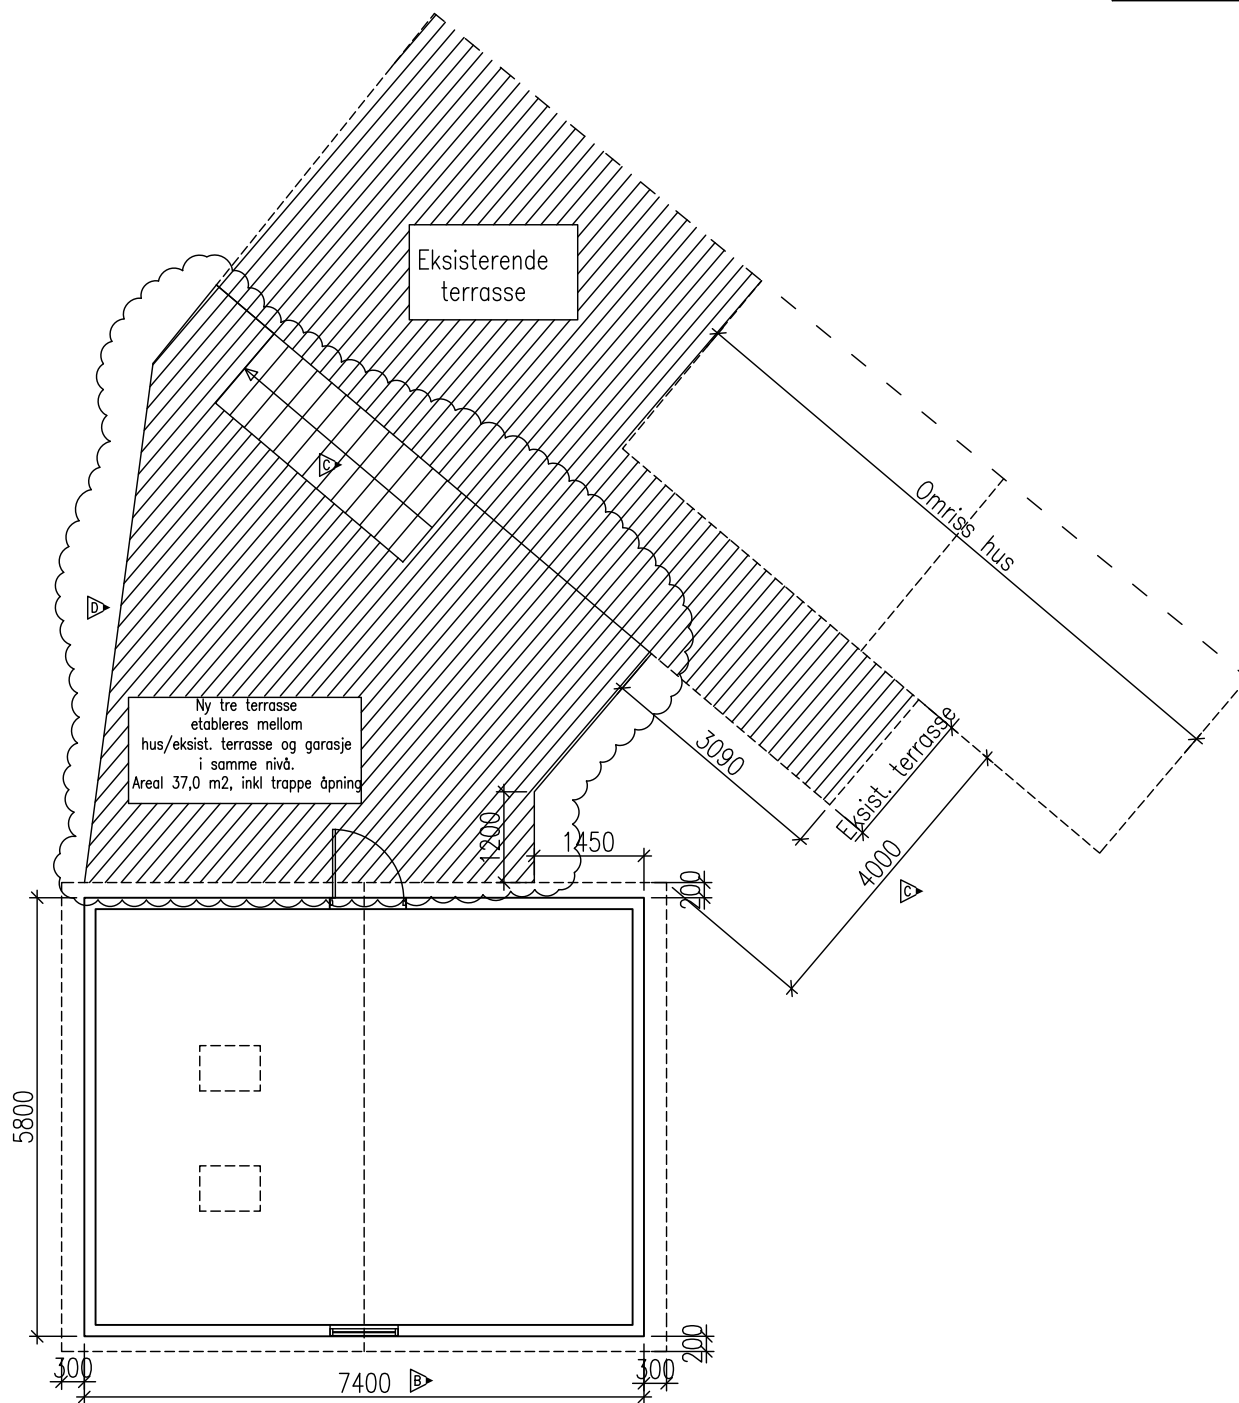 Eksisterende
terrasse
C
Omriss hus
D
Ny tre terrasse
etableres mellom
hus/eksist. terrasse og garasje
i samme nivå.
Areal 37,0 m2, inkl trappe åpning
3090
Eksist. terrasse
1200
1450
4000
C
200
5800
200
300
7400
B
300